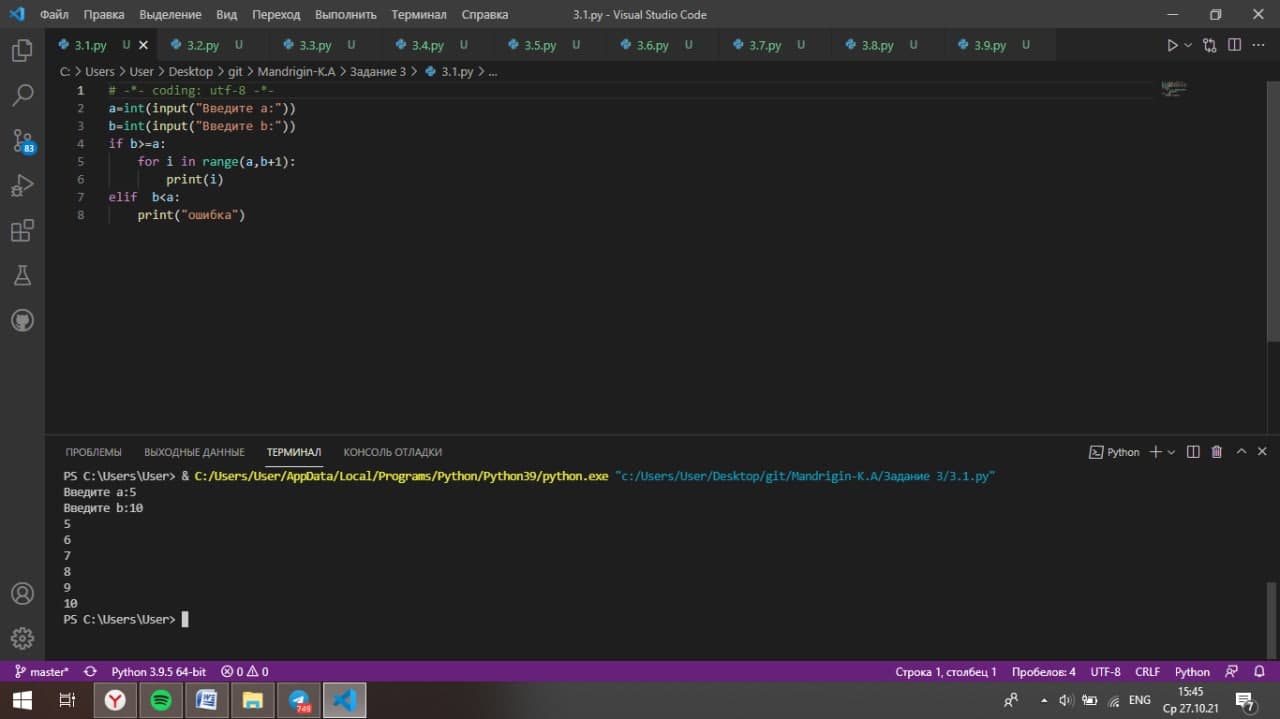 Файл Правка Выделение Вид Переход Выполнить Терминал Справка 3.1.py - Visual Studio Code
3.1.py U 3.2.py U 3.3.py U 3.4.py U 3.5.py U 3.6.py U 3.7.py U 3.8.py U 3.9.py U
C: > Users > User > Desktop > git > Mandrigin-K.A > Задание 3 > 3.1.py > ...
1 # -*- coding: utf-8 -*-
2 a=int(input("Введите a:"))
3 b=int(input("Введите b:"))
4 if b>=a:
5 for i in range(a,b+1):
6 print(i)
7 elif  b<a:
8 print("ошибка")
83
ПРОБЛЕМЫ ВЫХОДНЫЕ ДАННЫЕ ТЕРМИНАЛ КОНСОЛЬ ОТЛАДКИ Python
PS C:\Users\User> & C:/Users/User/AppData/Local/Programs/Python/Python39/python.exe "c:/Users/User/Desktop/git/Mandrigin-K.A/Задание 3/3.1.py"
Введите a:5
Введите b:10
5
6
7
8
9
10
PS C:\Users\User>
master* Python 3.9.5 64-bit 0 0 Строка 1, столбец 1 Пробелов: 4 UTF-8 CRLF Python
749 ENG 15:45
Ср 27.10.21 7